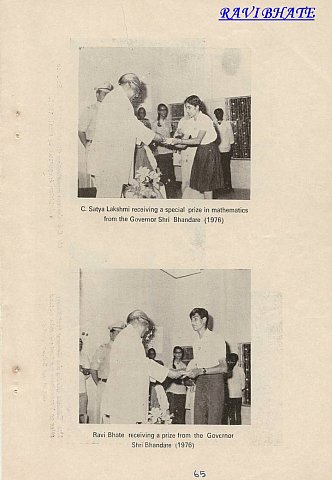 RAVI BHATE
C. Satya Lakshmi receiving a special prize in mathematics
from the Governor Shri Bhandare (1976)
Ravi Bhate receiving a prize from the Governor
Shri Bhandare (1976)
65